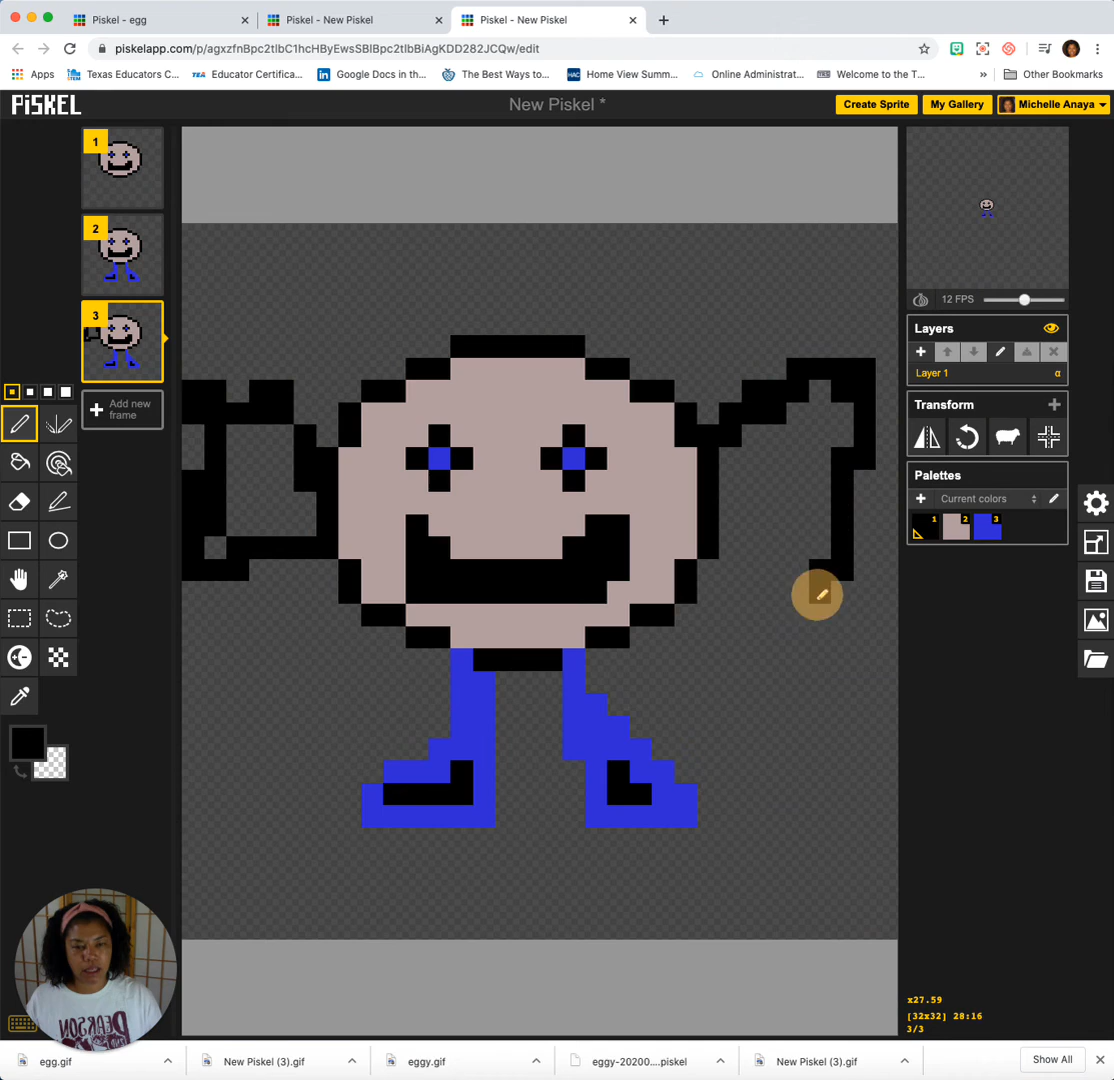 Piskel - egg
Piskel - New Piskel
Piskel - New Piskel
piskelapp.com/p/agxzfnBpc2tlbC1hcHByEwsSBlBpc2tlbBiAgKDD282JCQw/edit
Apps
Texas Educators C...
TEA
Educator Certifica...
Google Docs in th...
The Best Ways to...
HAC
Home View Summ...
Online Administrat...
Welcome to the T...
»
Other Bookmarks
PiSKEL
New Piskel *
Create Sprite
My Gallery
Michelle Anaya
1
2
3
Add new
frame
12 FPS
Layers
Layer 1
α
Transform
Palettes
Current colors
1
2
3
x27.59
[32x32] 28:16
3/3
DEARSON
egg.gif
New Piskel (3).gif
eggy.gif
eggy-20200....piskel
New Piskel (3).gif
Show All